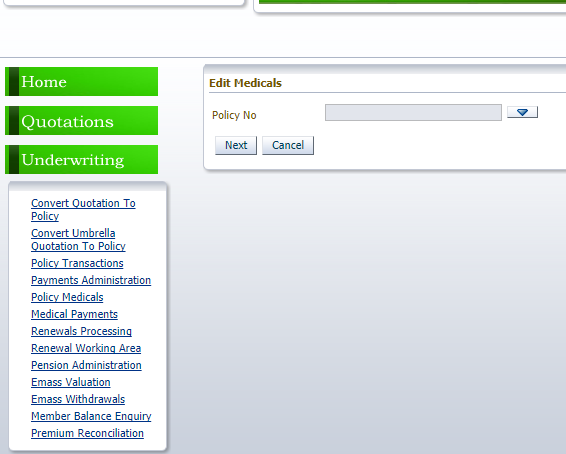 Home
Quotations
Underwriting
Convert Quotation To
Policy
Convert Umbrella
Quotation To Policy
Policy Transactions
Payments Administration
Policy Medicals
Medical Payments
Renewals Processing
Renewal Working Area
Pension Administration
Emass Valuation
Emass Withdrawals
Member Balance Enquiry
Premium Reconciliation
Edit Medicals
Policy No
Next Cancel